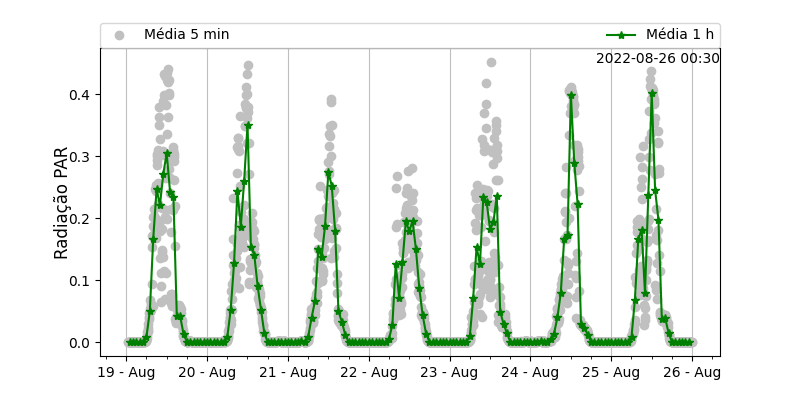 Média 5 min
Média 1 h
2022-08-26 00:30
Radiação PAR
0.4
0.3
0.2
0.1
0.0
19 - Aug
20 - Aug
21 - Aug
22 - Aug
23 - Aug
24 - Aug
25 - Aug
26 - Aug